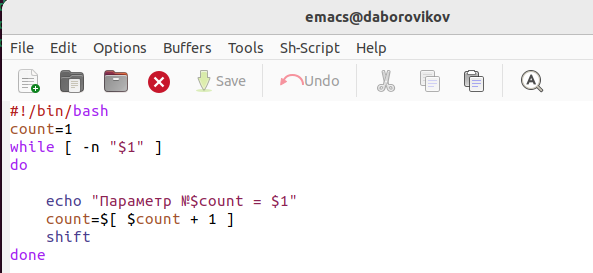 emacs@daborovikov
File Edit Options Buffers Tools Sh-Script Help
Save Undo
#!/bin/bash
count=1
while [ -n "$1" ]
do
echo "Параметр №$count = $1"
count=$[ $count + 1 ]
shift
done